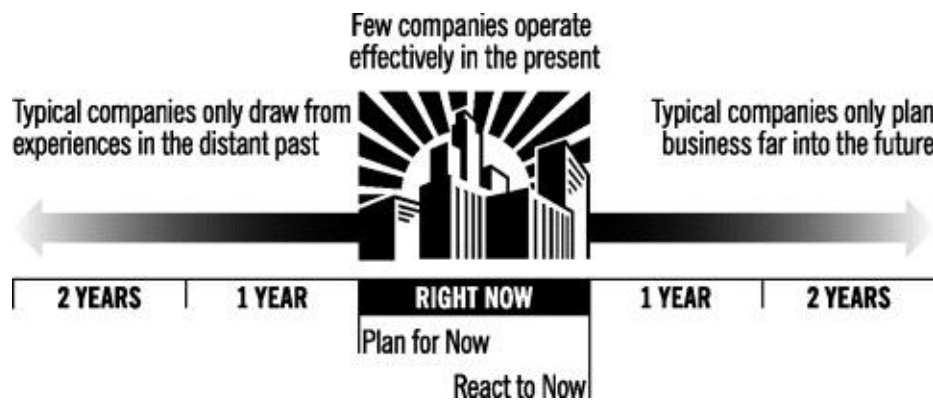 Few companies operate
effectively in the present
Typical companies only draw from
experiences in the distant past
Typical companies only plan
business far into the future
2 YEARS
1 YEAR
RIGHT NOW
1 YEAR
2 YEARS
Plan for Now
React to Now